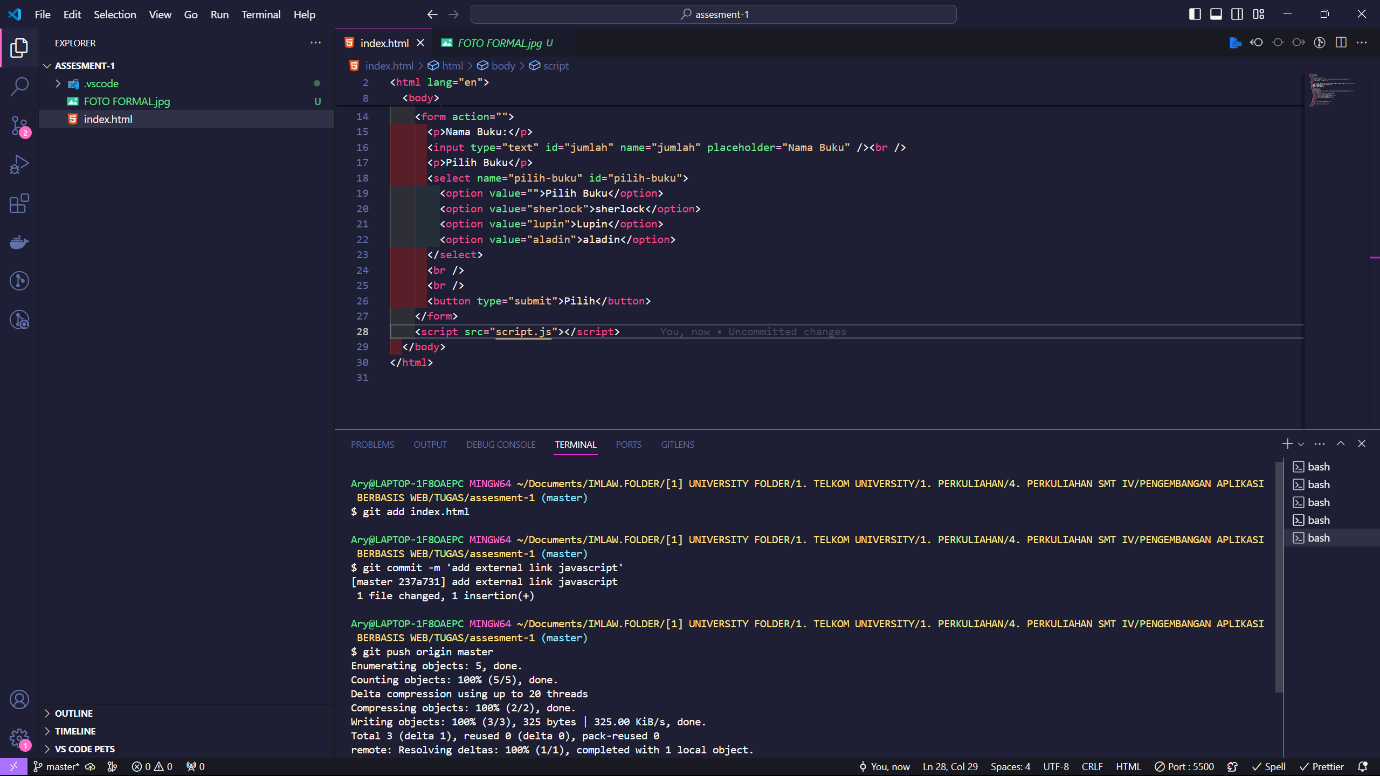 File Edit Selection View Go Run Terminal Help
assesment-1
EXPLORER
ASSESMENT-1
.vscode
FOTO FORMAL.jpg U
index.html
index.html
FOTO FORMAL.jpg U
index.html > html > body > script
2 <html lang="en">
8 <body>
14 <form action="">
15 <p>Nama Buku:</p>
16 <input type="text" id="jumlah" name="jumlah" placeholder="Nama Buku" /><br />
17 <p>Pilih Buku</p>
18 <select name="pilih-buku" id="pilih-buku">
19 <option value="">Pilih Buku</option>
20 <option value="sherlock">sherlock</option>
21 <option value="lupin">Lupin</option>
22 <option value="aladin">aladin</option>
23 </select>
24 <br />
25 <br />
26 <button type="submit">Pilih</button>
27 </form>
28 <script src="script.js"></script> You, now • Uncommitted changes
29 </body>
30 </html>
31
PROBLEMS OUTPUT DEBUG CONSOLE TERMINAL PORTS GITLENS
Ary@LAPTOP-1F8OAEPC MINGW64 ~/Documents/IMLAW.FOLDER/[1] UNIVERSITY FOLDER/1. TELKOM UNIVERSITY/1. PERKULIAHAN/4. PERKULIAHAN SMT IV/PENGEMBANGAN APLIKASI
BERBASIS WEB/TUGAS/assesment-1 (master)
$ git add index.html
Ary@LAPTOP-1F8OAEPC MINGW64 ~/Documents/IMLAW.FOLDER/[1] UNIVERSITY FOLDER/1. TELKOM UNIVERSITY/1. PERKULIAHAN/4. PERKULIAHAN SMT IV/PENGEMBANGAN APLIKASI
BERBASIS WEB/TUGAS/assesment-1 (master)
$ git commit -m 'add external link javascript'
[master 237a731] add external link javascript
1 file changed, 1 insertion(+)
Ary@LAPTOP-1F8OAEPC MINGW64 ~/Documents/IMLAW.FOLDER/[1] UNIVERSITY FOLDER/1. TELKOM UNIVERSITY/1. PERKULIAHAN/4. PERKULIAHAN SMT IV/PENGEMBANGAN APLIKASI
BERBASIS WEB/TUGAS/assesment-1 (master)
$ git push origin master
Enumerating objects: 5, done.
Counting objects: 100% (5/5), done.
Delta compression using up to 20 threads
Compressing objects: 100% (2/2), done.
Writing objects: 100% (3/3), 325 bytes | 325.00 KiB/s, done.
Total 3 (delta 1), reused 0 (delta 0), pack-reused 0
remote: Resolving deltas: 100% (1/1), completed with 1 local object.
bash
bash
bash
bash
bash
2
1
OUTLINE
TIMELINE
VS CODE PETS
master* 0 0 0 You, now Ln 28, Col 29 Spaces: 4 UTF-8 CRLF HTML Port : 5500 Spell Prettier